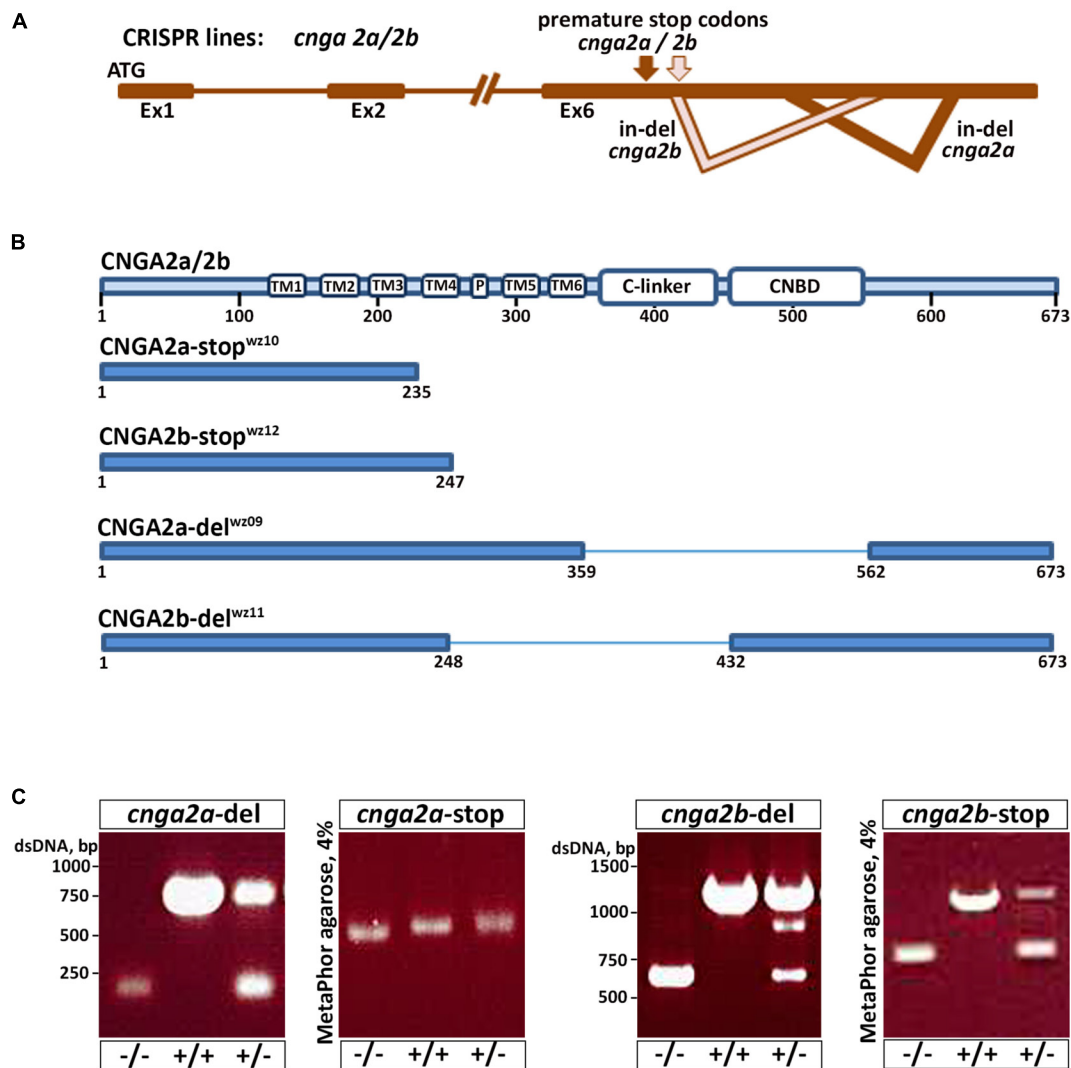 A
CRISPR lines: cnga 2a/2b
premature stop codons
cnga2a / 2b
ATG
Ex1
Ex2
Ex6
in-del
cnga2b
in-del
cnga2a
B
CNGA2a/2b
TM1 TM2 TM3 TM4 P TM5 TM6 C-linker CNBD
1 100 200 300 400 500 600 673
CNGA2a-stopwz10
1 235
CNGA2b-stopwz12
1 247
CNGA2a-delwz09
1 359 562 673
CNGA2b-delwz11
1 248 432 673
C
cnga2a-del
dsDNA, bp
1000
750
500
250
-/- +/+ +/-
cnga2a-stop
MetaPhor agarose, 4%
-/- +/+ +/-
cnga2b-del
dsDNA, bp
1500
1000
750
500
-/- +/+ +/-
cnga2b-stop
MetaPhor agarose, 4%
-/- +/+ +/-